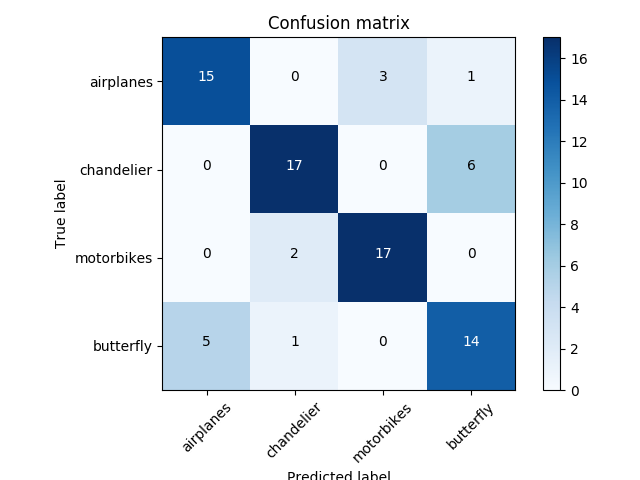 Confusion matrix
True label
airplanes 15 0 3 1
chandelier 0 17 0 6
motorbikes 0 2 17 0
butterfly 5 1 0 14
airplanes chandelier motorbikes butterfly
Predicted label
16
14
12
10
8
6
4
2
0